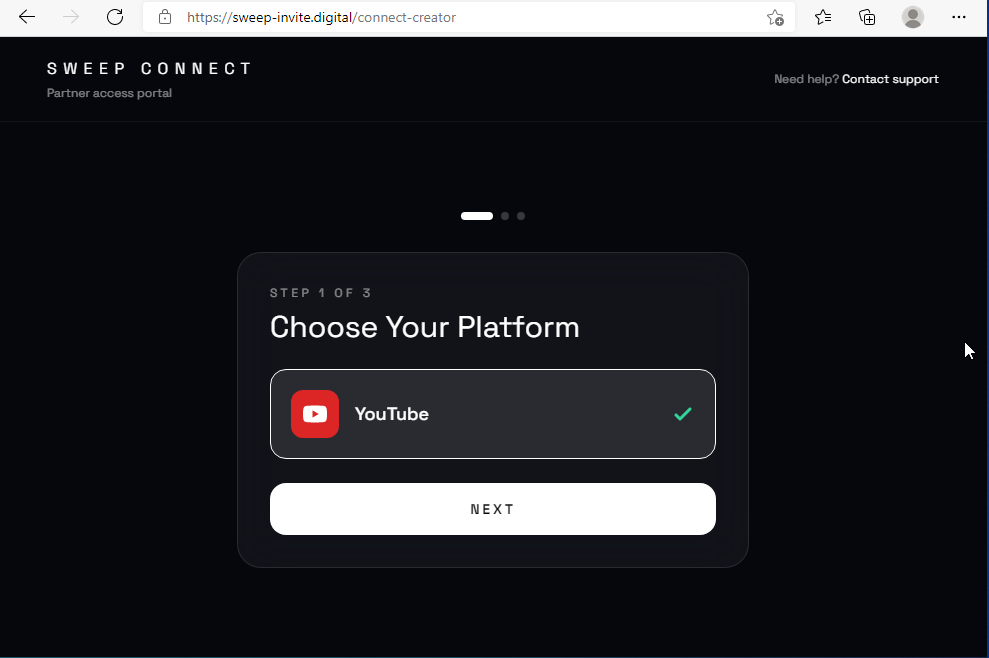 https://sweep-invite.digital/connect-creator
SWEEP CONNECT
Partner access portal
Need help? Contact support
STEP 1 OF 3
Choose Your Platform
YouTube
NEXT